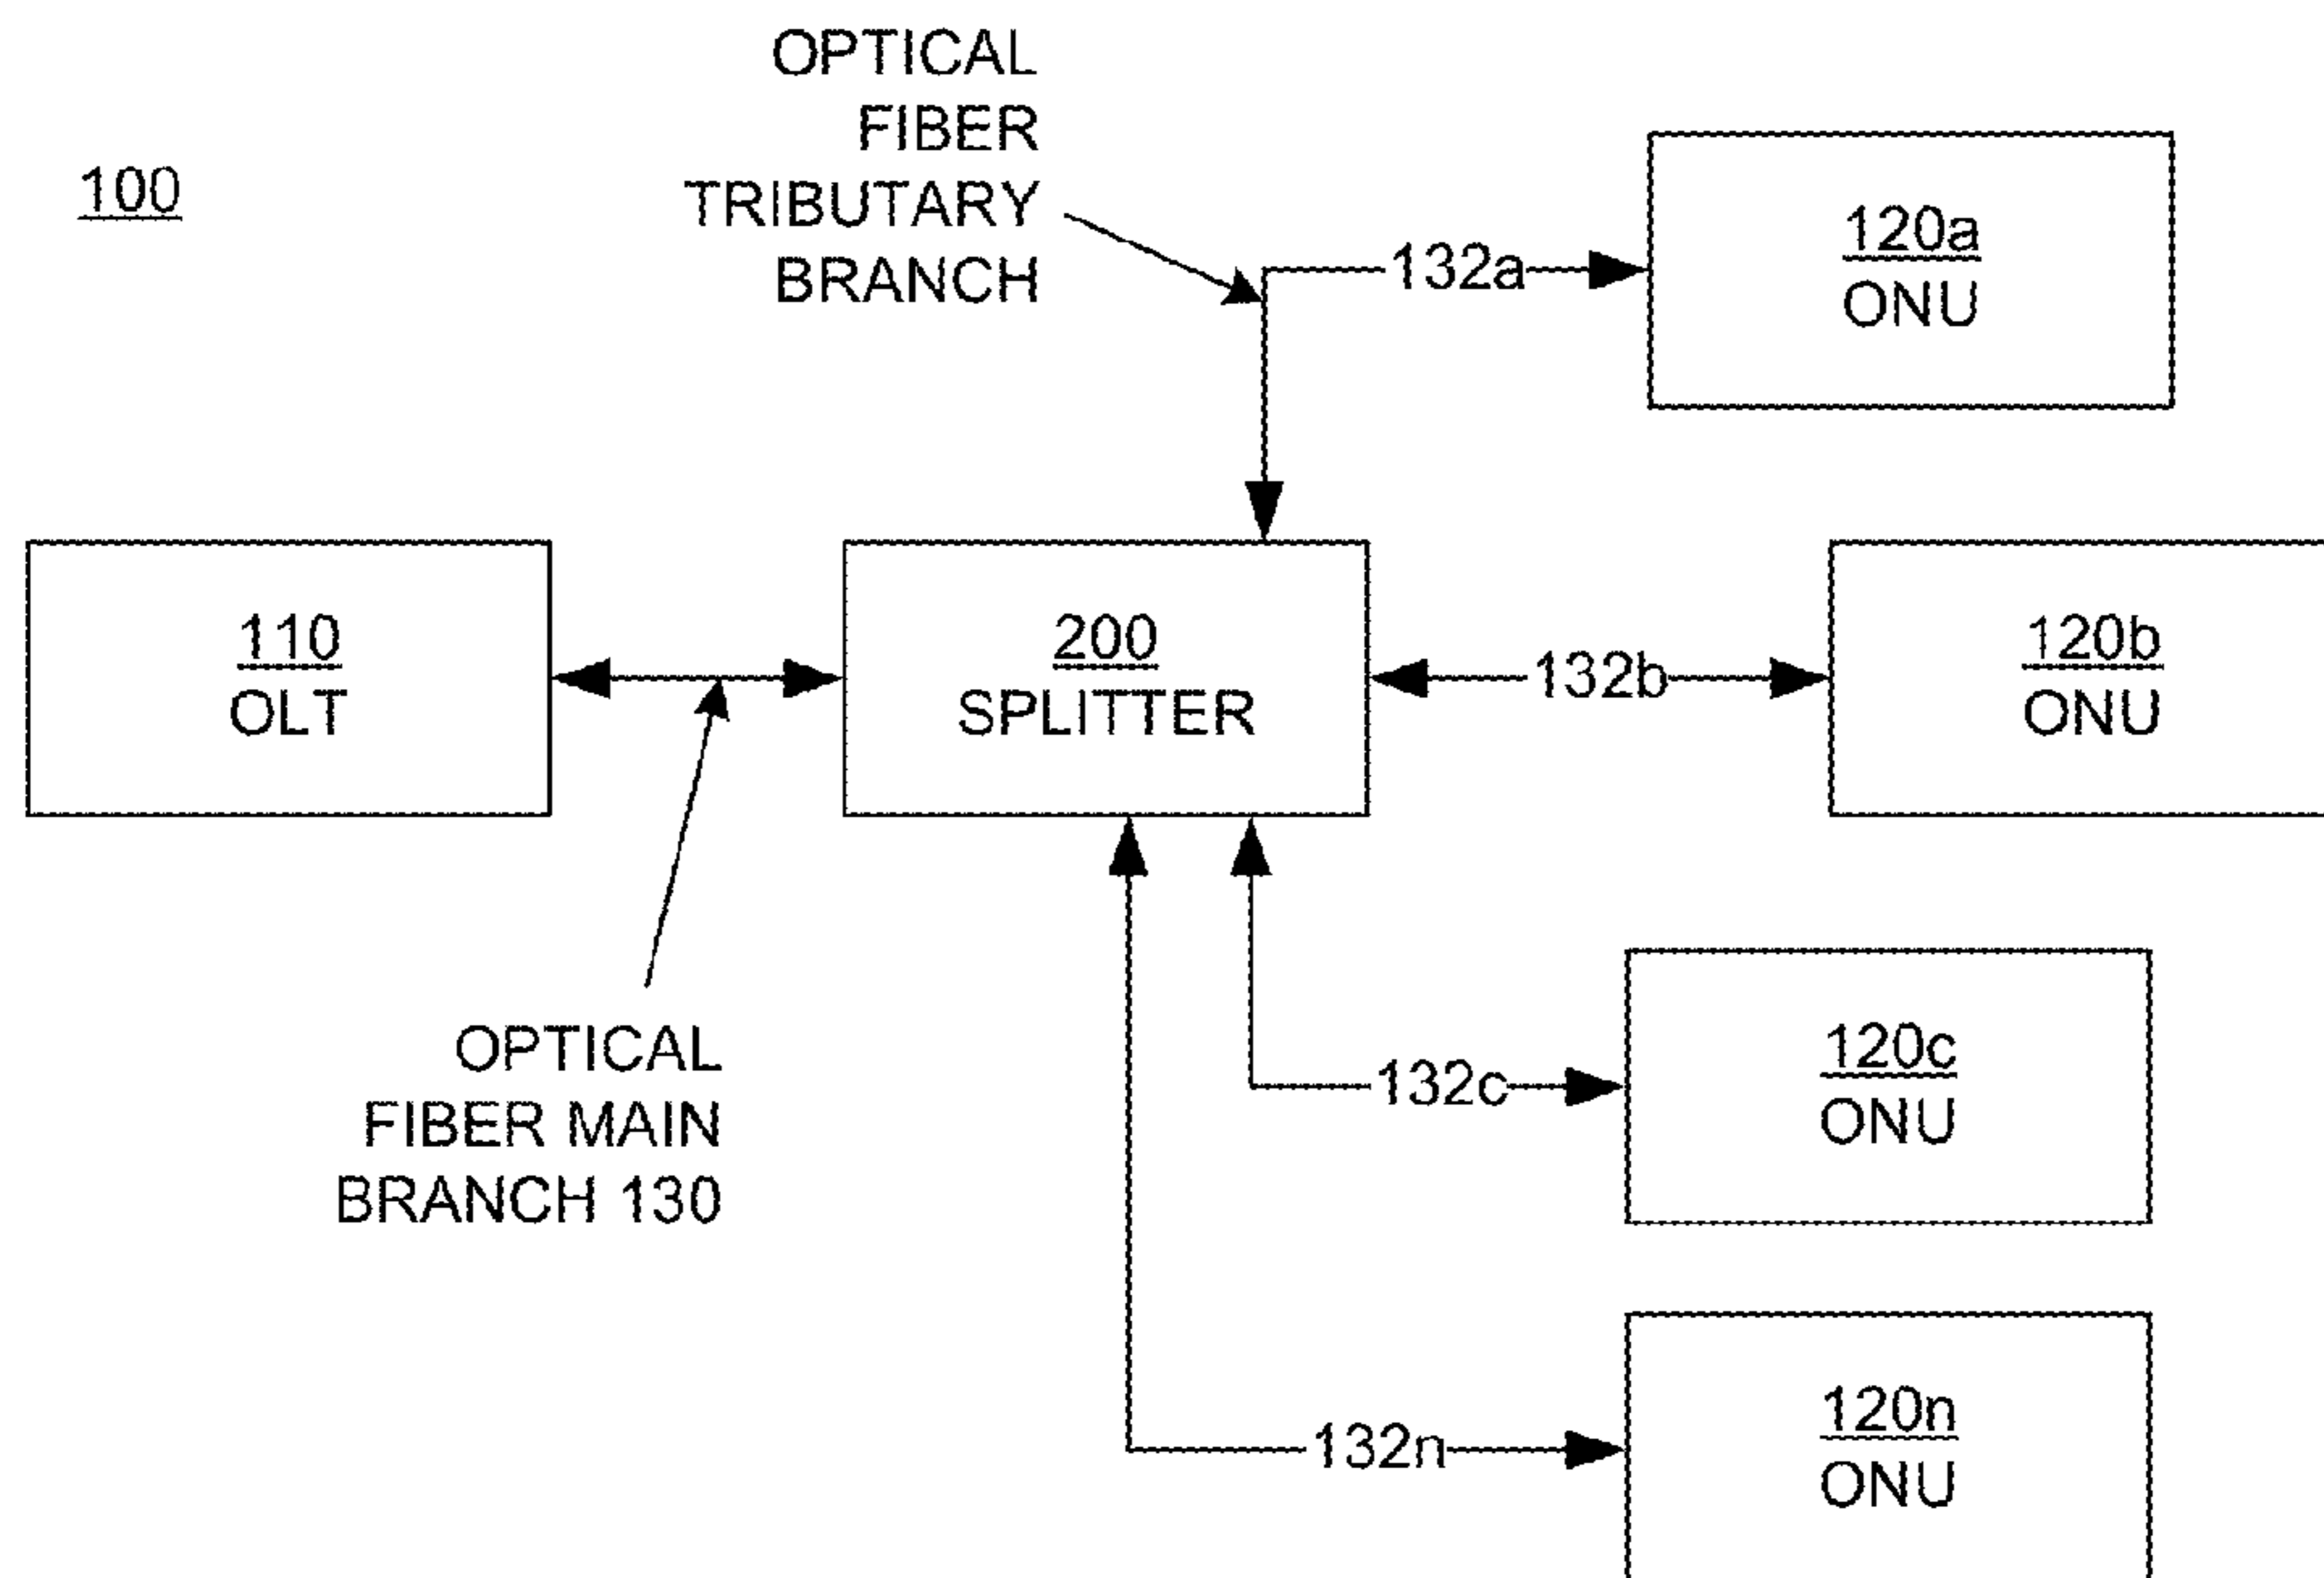 100
OPTICAL
FIBER
TRIBUTARY
BRANCH
132a
120a
ONU
110
OLT
200
SPLITTER
132b
120b
ONU
OPTICAL
FIBER MAIN
BRANCH 130
132c
120c
ONU
132n
120n
ONU